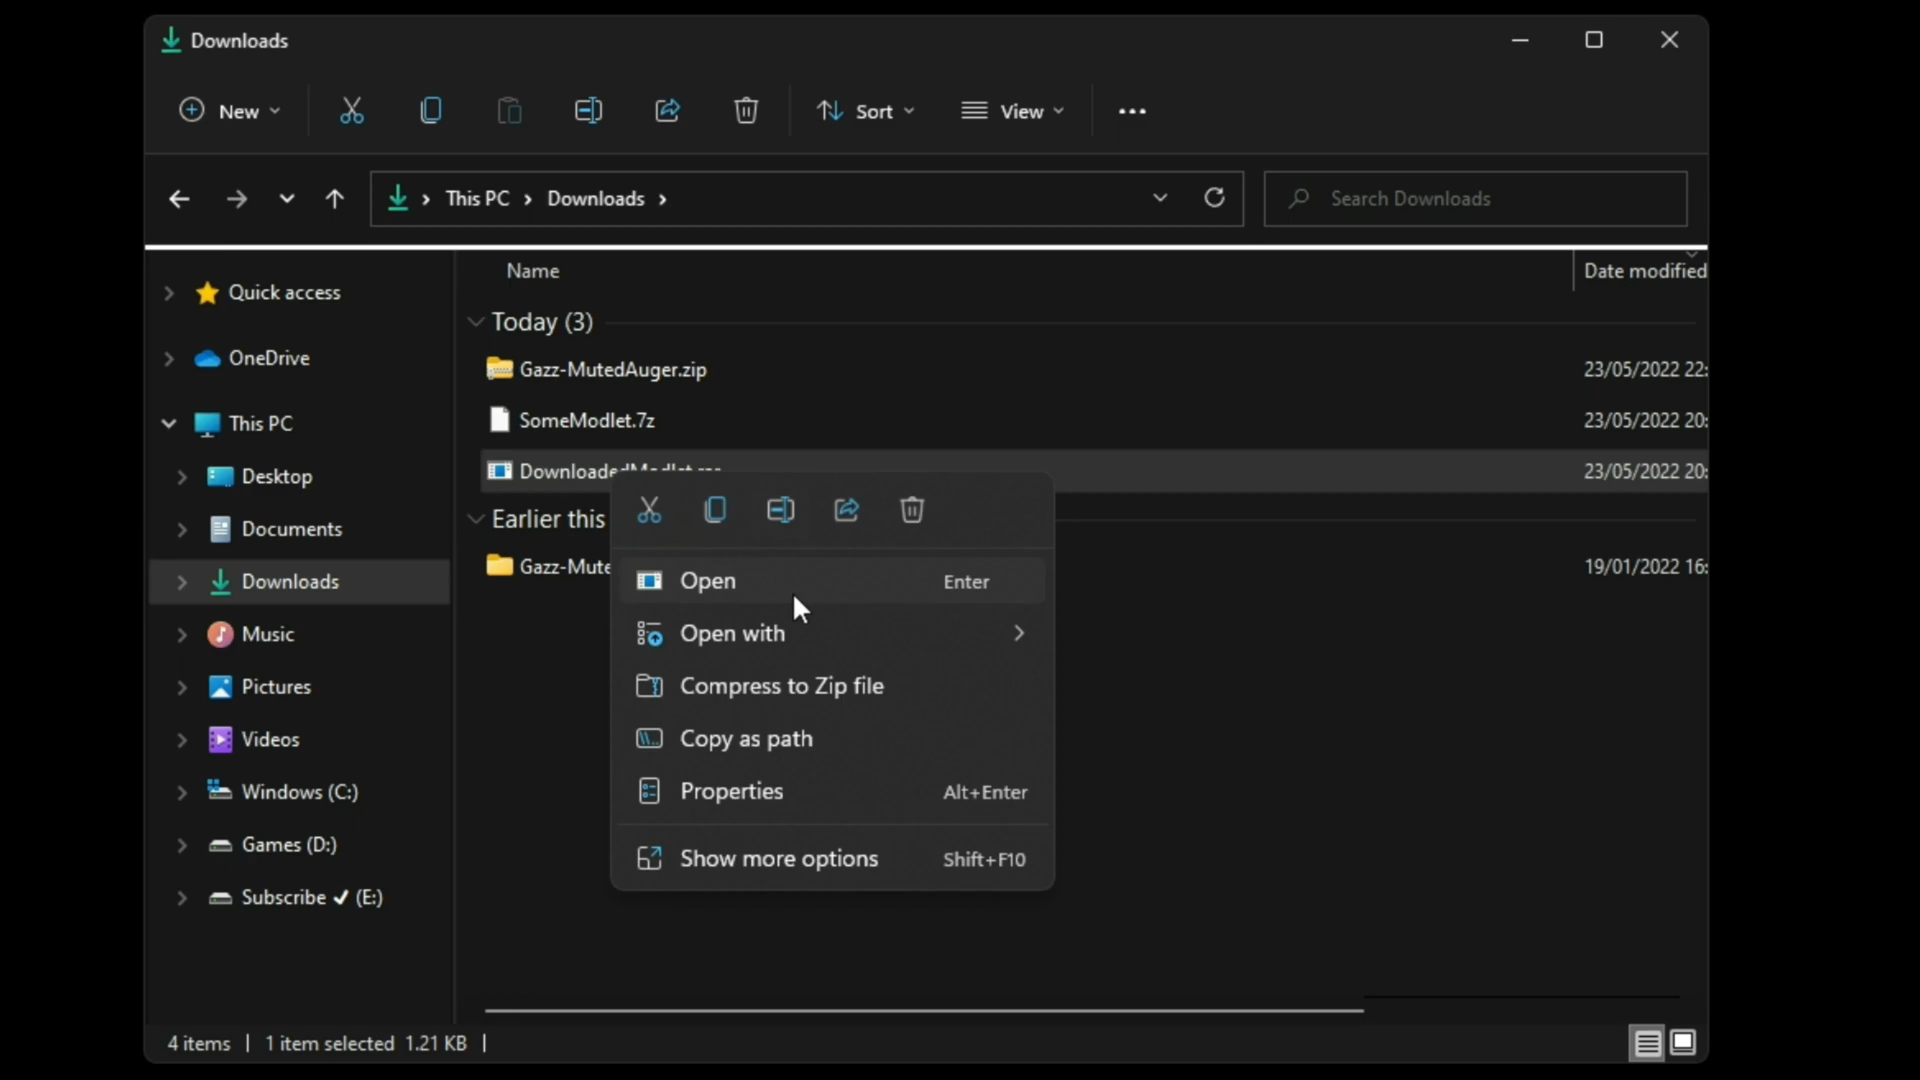 Downloads
New
Sort
View
This PC > Downloads >
Search Downloads
Name
Date modified
Quick access
OneDrive
This PC
Desktop
Documents
Downloads
Music
Pictures
Videos
Windows (C:)
Games (D:)
Subscribe ✓ (E:)
Today (3)
Gazz-MutedAuger.zip 23/05/2022 22:
SomeModlet.7z 23/05/2022 20:
DownloadedModlet.rar 23/05/2022 20:
Earlier this
Gazz-Mute 19/01/2022 16:
Open Enter
Open with
Compress to Zip file
Copy as path
Properties Alt+Enter
Show more options Shift+F10
4 items | 1 item selected 1.21 KB |